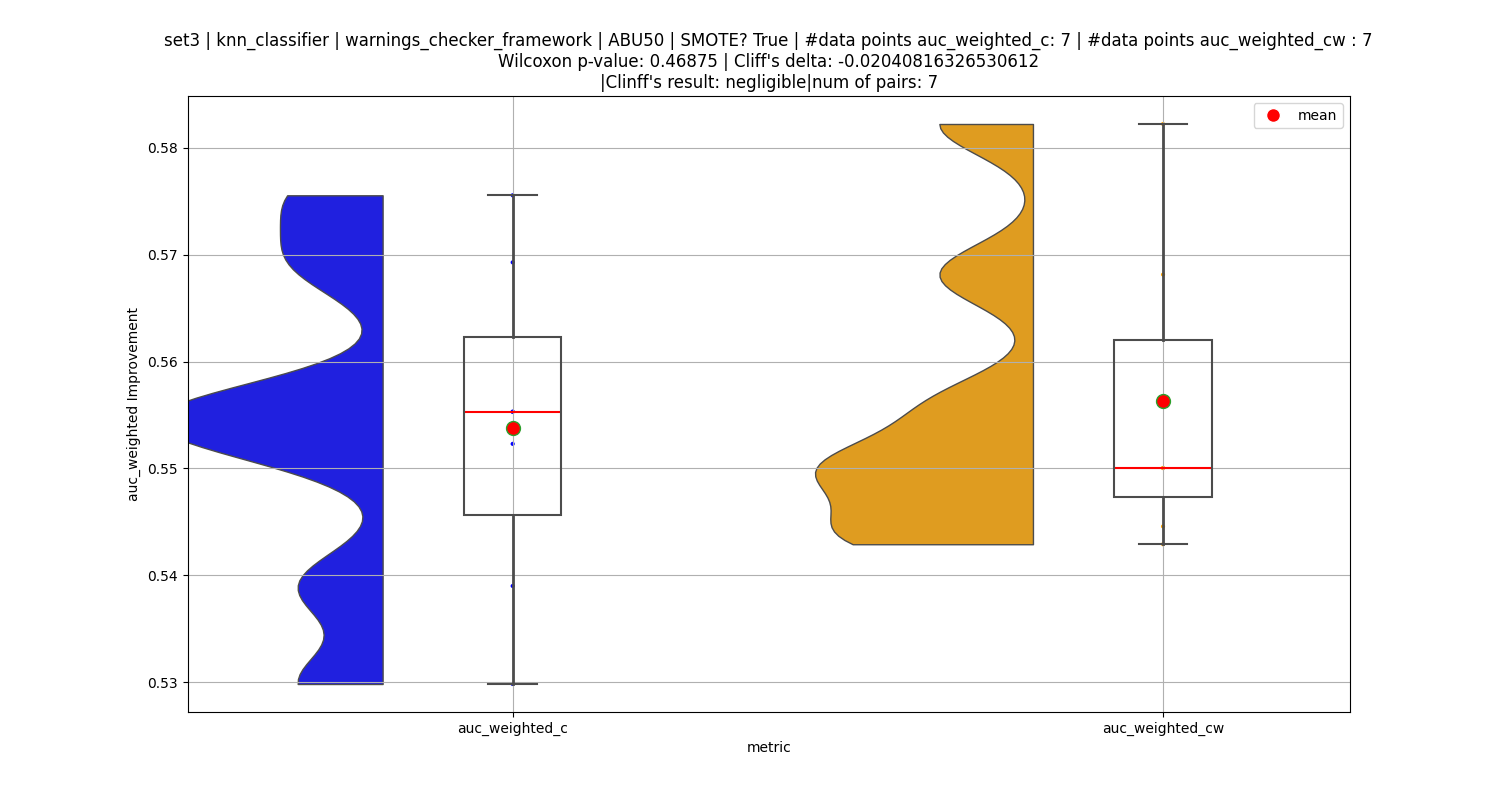 set3 | knn_classifier | warnings_checker_framework | ABU50 | SMOTE? True | #data points auc_weighted_c: 7 | #data points auc_weighted_cw : 7
Wilcoxon p-value: 0.46875 | Cliff's delta: -0.02040816326530612
|Clinff's result: negligible|num of pairs: 7
mean
0.58
0.57
0.56
0.55
0.54
0.53
auc_weighted Improvement
auc_weighted_c
auc_weighted_cw
metric